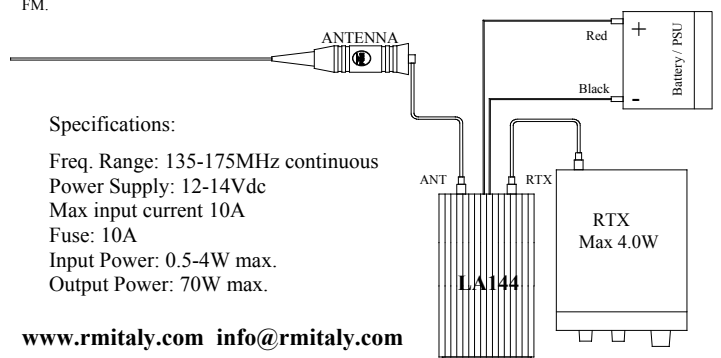 FM.
ANTENNA
Red
+
Battery / PSU
Black
-
Specifications:
Freq. Range: 135-175MHz continuous
Power Supply: 12-14Vdc
Max input current 10A
Fuse: 10A
Input Power: 0.5-4W max.
Output Power: 70W max.
ANT
RTX
RTX
Max 4.0W
LA144
www.rmitaly.com info@rmitaly.com